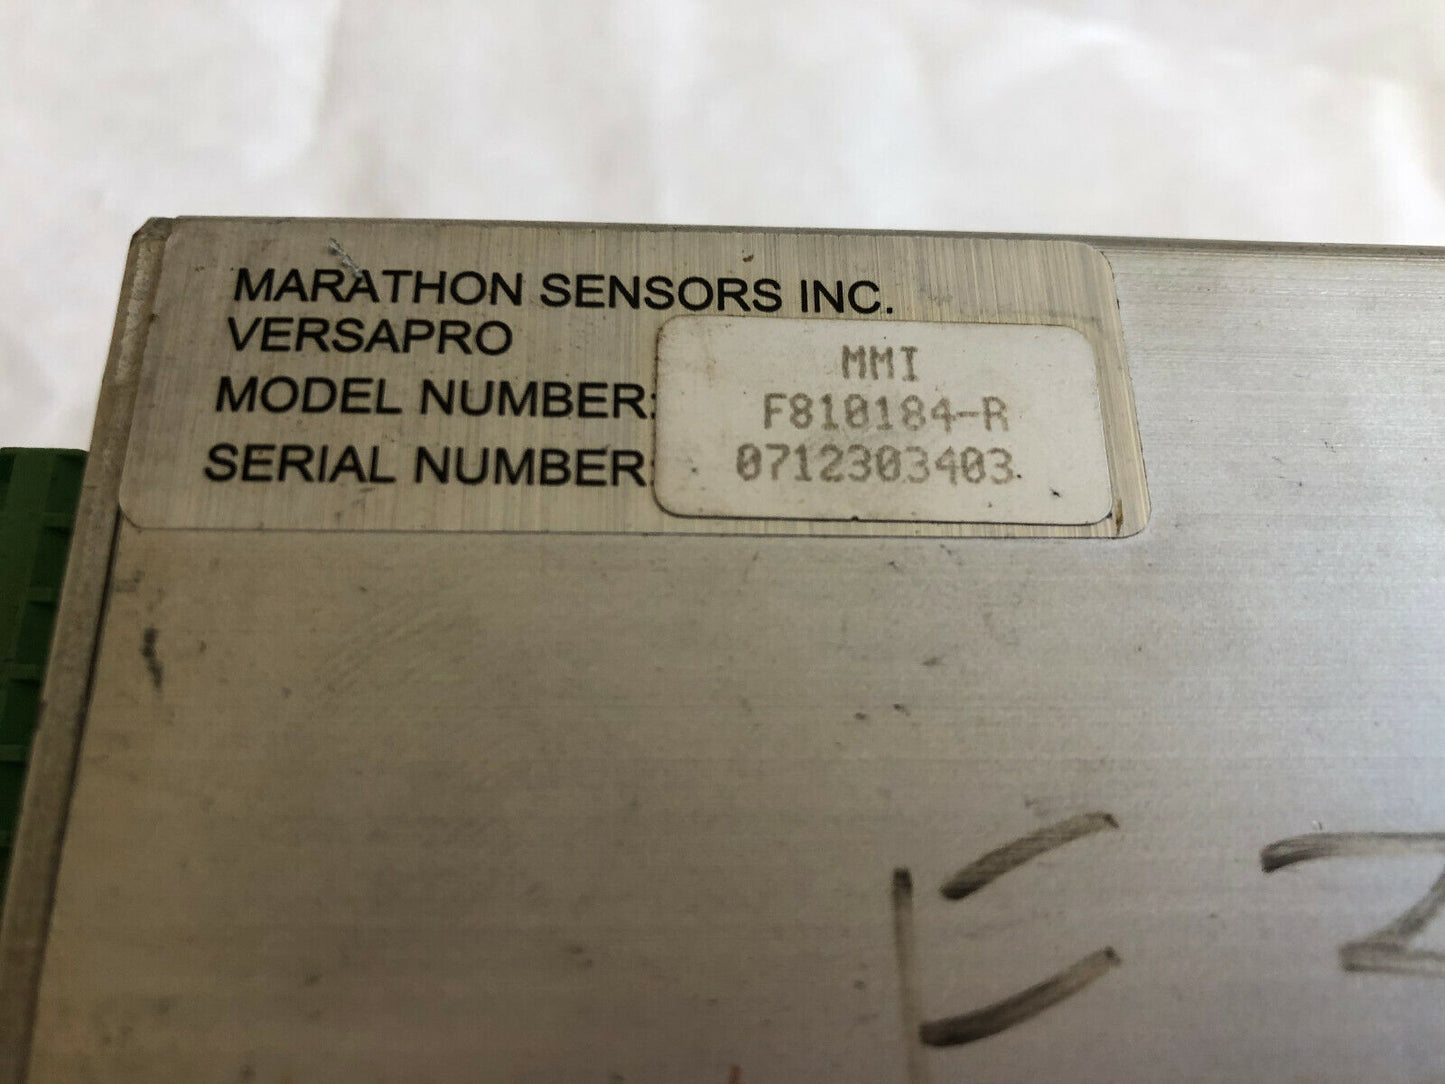 MARATHON SENSORS INC.
VERSAPRO
MMI
MODEL NUMBER: F810184-R
SERIAL NUMBER: 0712303403